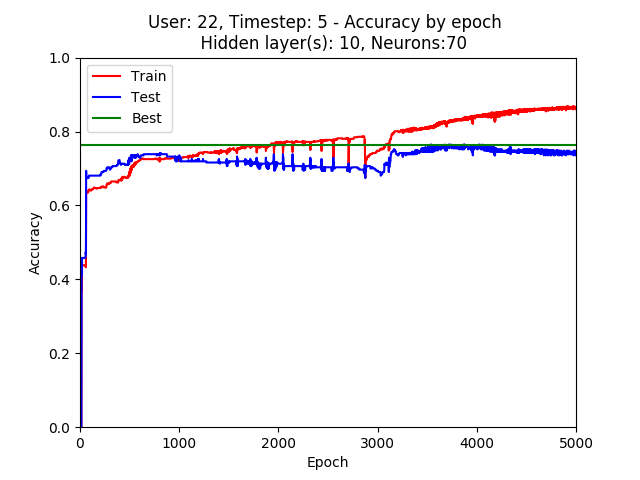 User: 22, Timestep: 5 - Accuracy by epoch
Hidden layer(s): 10, Neurons:70
1.0
0.8
0.6
0.4
0.2
0.0
Accuracy
Train
Test
Best
0 1000 2000 3000 4000 5000
Epoch